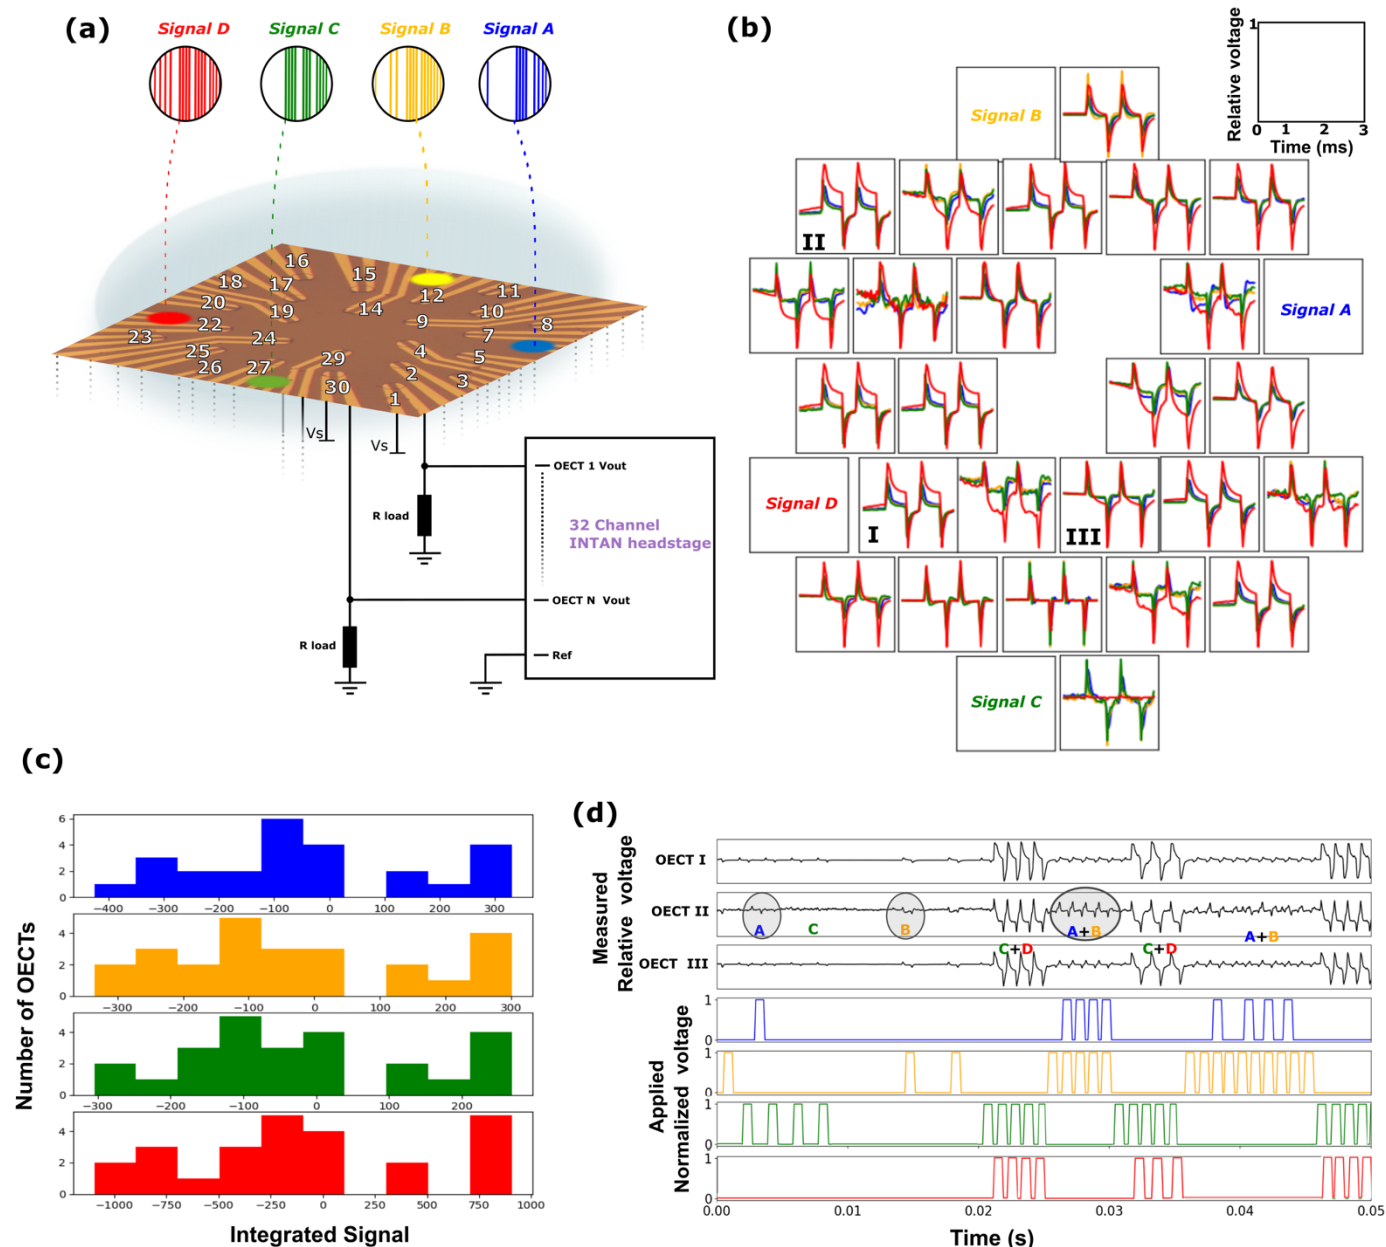 (a)
Signal D
Signal C
Signal B
Signal A
16
15
18
17
11
12
20
14
10
19
9
8
22
23
24
7
4
25
29
5
26
27
2
3
30
1
Vs
Vs
OECT 1 Vout
R load
32 Channel
INTAN headstage
OECT N Vout
R load
Ref
(b)
Relative voltage
1
0 1 2 3
Time (ms)
Signal B
II
Signal A
Signal D
I
III
Signal C
(c)
Number of OECTs
6
4
2
0
−400 −300 −200 −100 0 100 200 300
4
2
0
−300 −200 −100 0 100 200 300
4
2
0
−300 −200 −100 0 100 200
4
2
0
−1000 −750 −500 −250 0 250 500 750 1000
Integrated Signal
(d)
Measured
Relative voltage
OECT I
OECT II
A C B A+B A+B
OECT III
C+D C+D
Applied
Normalized voltage
1
0
1
0
1
0
1
0
0.00 0.01 0.02 0.03 0.04 0.05
Time (s)